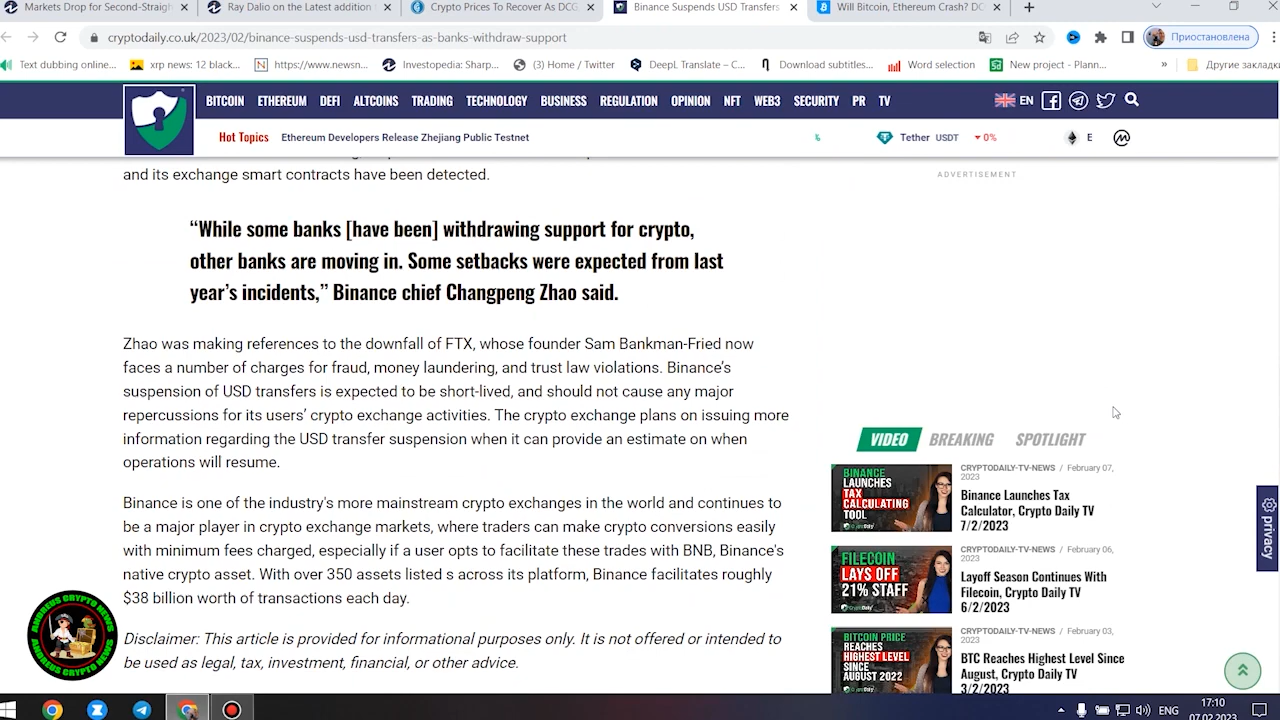 Markets Drop for Second-Straigh
Ray Dalio on the Latest addition
Crypto Prices To Recover As DCG
Binance Suspends USD Transfers
Will Bitcoin, Ethereum Crash? DC
cryptodaily.co.uk/2023/02/binance-suspends-usd-transfers-as-banks-withdraw-support
Приостановлена
Text dubbing online...
xrp news: 12 black...
https://www.newsn...
Investopedia: Sharp...
(3) Home / Twitter
DeepL Translate – C...
Download subtitles...
Word selection
New project - Plann...
»
Другие закладки
BITCOIN ETHEREUM DEFI ALTCOINS TRADING TECHNOLOGY BUSINESS REGULATION OPINION NFT WEB3 SECURITY PR TV
EN
Hot Topics Ethereum Developers Release Zhejiang Public Testnet
Tether USDT ▾ 0%
E
and its exchange smart contracts have been detected.
ADVERTISEMENT
“While some banks [have been] withdrawing support for crypto,
other banks are moving in. Some setbacks were expected from last
year’s incidents,” Binance chief Changpeng Zhao said.
Zhao was making references to the downfall of FTX, whose founder Sam Bankman-Fried now
faces a number of charges for fraud, money laundering, and trust law violations. Binance’s
suspension of USD transfers is expected to be short-lived, and should not cause any major
repercussions for its users’ crypto exchange activities. The crypto exchange plans on issuing more
information regarding the USD transfer suspension when it can provide an estimate on when
operations will resume.
Binance is one of the industry's more mainstream crypto exchanges in the world and continues to
be a major player in crypto exchange markets, where traders can make crypto conversions easily
with minimum fees charged, especially if a user opts to facilitate these trades with BNB, Binance's
native crypto asset. With over 350 assets listed s across its platform, Binance facilitates roughly
$38 billion worth of transactions each day.
Disclaimer: This article is provided for informational purposes only. It is not offered or intended to
be used as legal, tax, investment, financial, or other advice.
VIDEO BREAKING SPOTLIGHT
BINANCE
LAUNCHES
TAX
CALCULATING
TOOL
CryptoDaily
CRYPTODAILY-TV-NEWS / February 07,
2023
Binance Launches Tax
Calculator, Crypto Daily TV
7/2/2023
FILECOIN
LAYS OFF
21% STAFF
CryptoDaily
CRYPTODAILY-TV-NEWS / February 06,
2023
Layoff Season Continues With
Filecoin, Crypto Daily TV
6/2/2023
BITCOIN PRICE
REACHES
HIGHEST LEVEL
SINCE
AUGUST 2022
CRYPTODAILY-TV-NEWS / February 03,
2023
BTC Reaches Highest Level Since
August, Crypto Daily TV
3/2/2023
privacy
ANDREUS CRYPTO NEWS
ANDREUS CRYPTO NEWS
ENG
17:10
07.02.2023